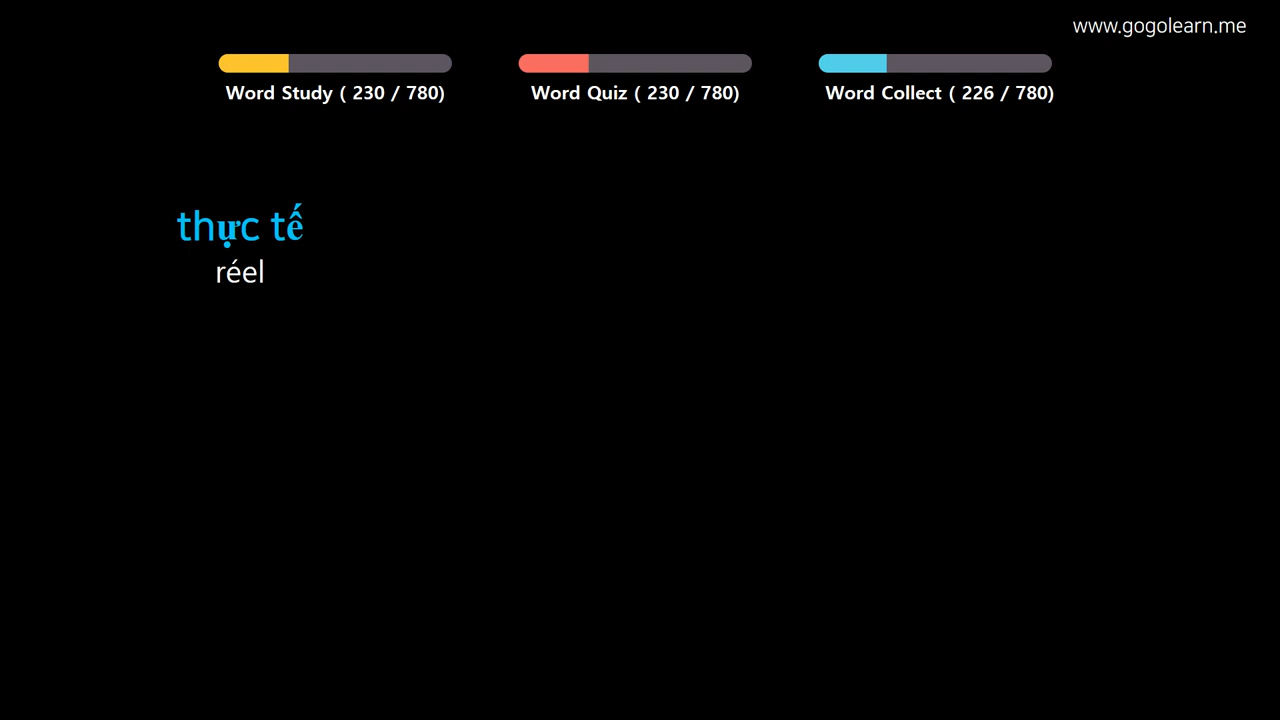 www.gogolearn.me
Word Study ( 230 / 780)
Word Quiz ( 230 / 780)
Word Collect ( 226 / 780)
thực tế
réel